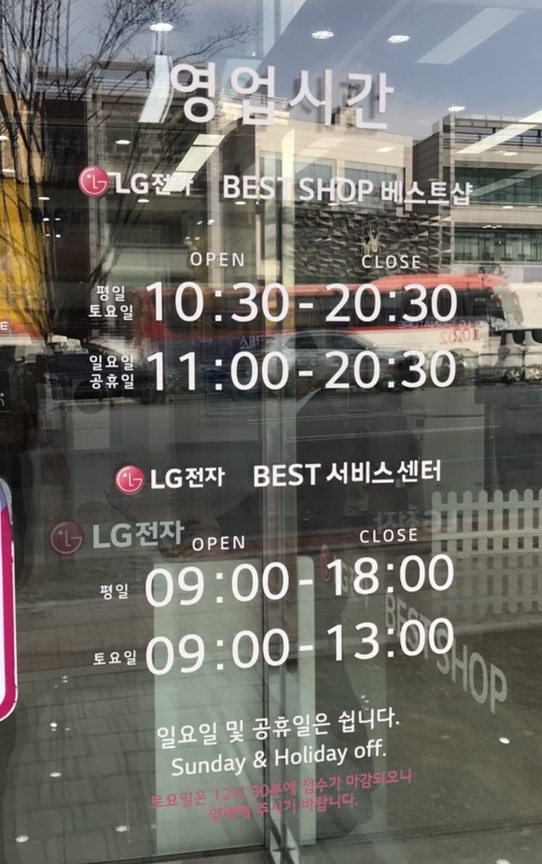 영업시간
LG전자 BEST SHOP 베스트샵
OPEN CLOSE
평일
토요일 10:30-20:30
일요일
공휴일 11:00-20:30
LG전자 BEST 서비스센터
LG전자
OPEN CLOSE
평일 09:00-18:00
토요일 09:00-13:00
BEST SHOP
일요일 및 공휴일은 쉽니다.
Sunday & Holiday off.
토요일은 12시 30분에 접수가 마감되오니
양해해 주시기 바랍니다.